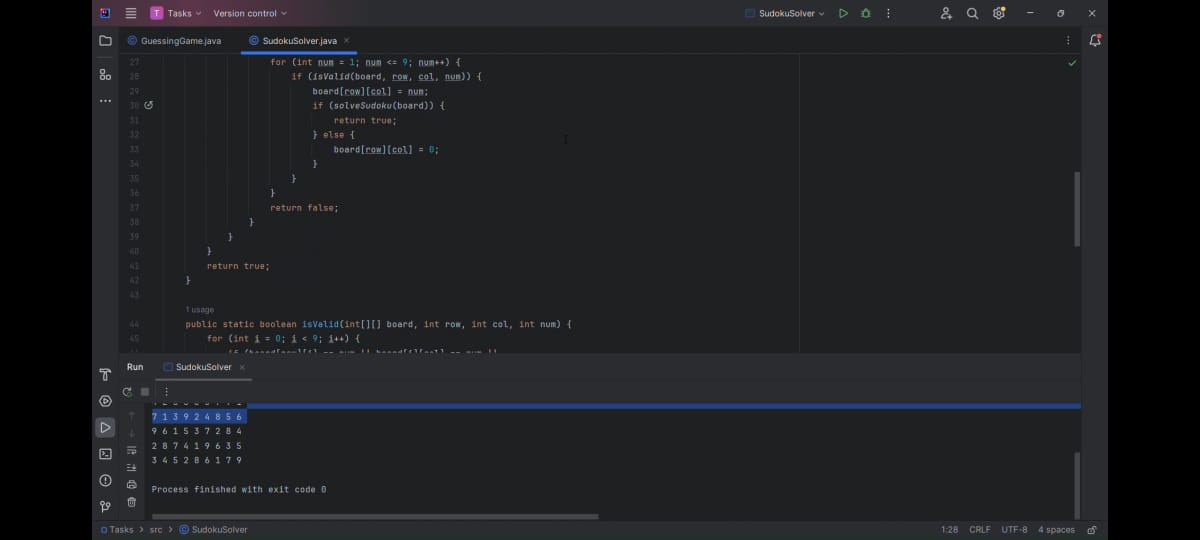 T Tasks Version control SudokuSolver
GuessingGame.java SudokuSolver.java
27 for (int num = 1; num <= 9; num++) {
28 if (isValid(board, row, col, num)) {
29 board[row][col] = num;
30 if (solveSudoku(board)) {
31 return true;
32 } else {
33 board[row][col] = 0;
34 }
35 }
36 }
37 return false;
38 }
39 }
40 }
41 return true;
42 }
43
1 usage
44 public static boolean isValid(int[][] board, int row, int col, int num) {
45 for (int i = 0; i < 9; i++) {
Run SudokuSolver
7 1 3 9 2 4 8 5 6
9 6 1 5 3 7 2 8 4
2 8 7 4 1 9 6 3 5
3 4 5 2 8 6 1 7 9
Process finished with exit code 0
Tasks > src > SudokuSolver 1:28 CRLF UTF-8 4 spaces